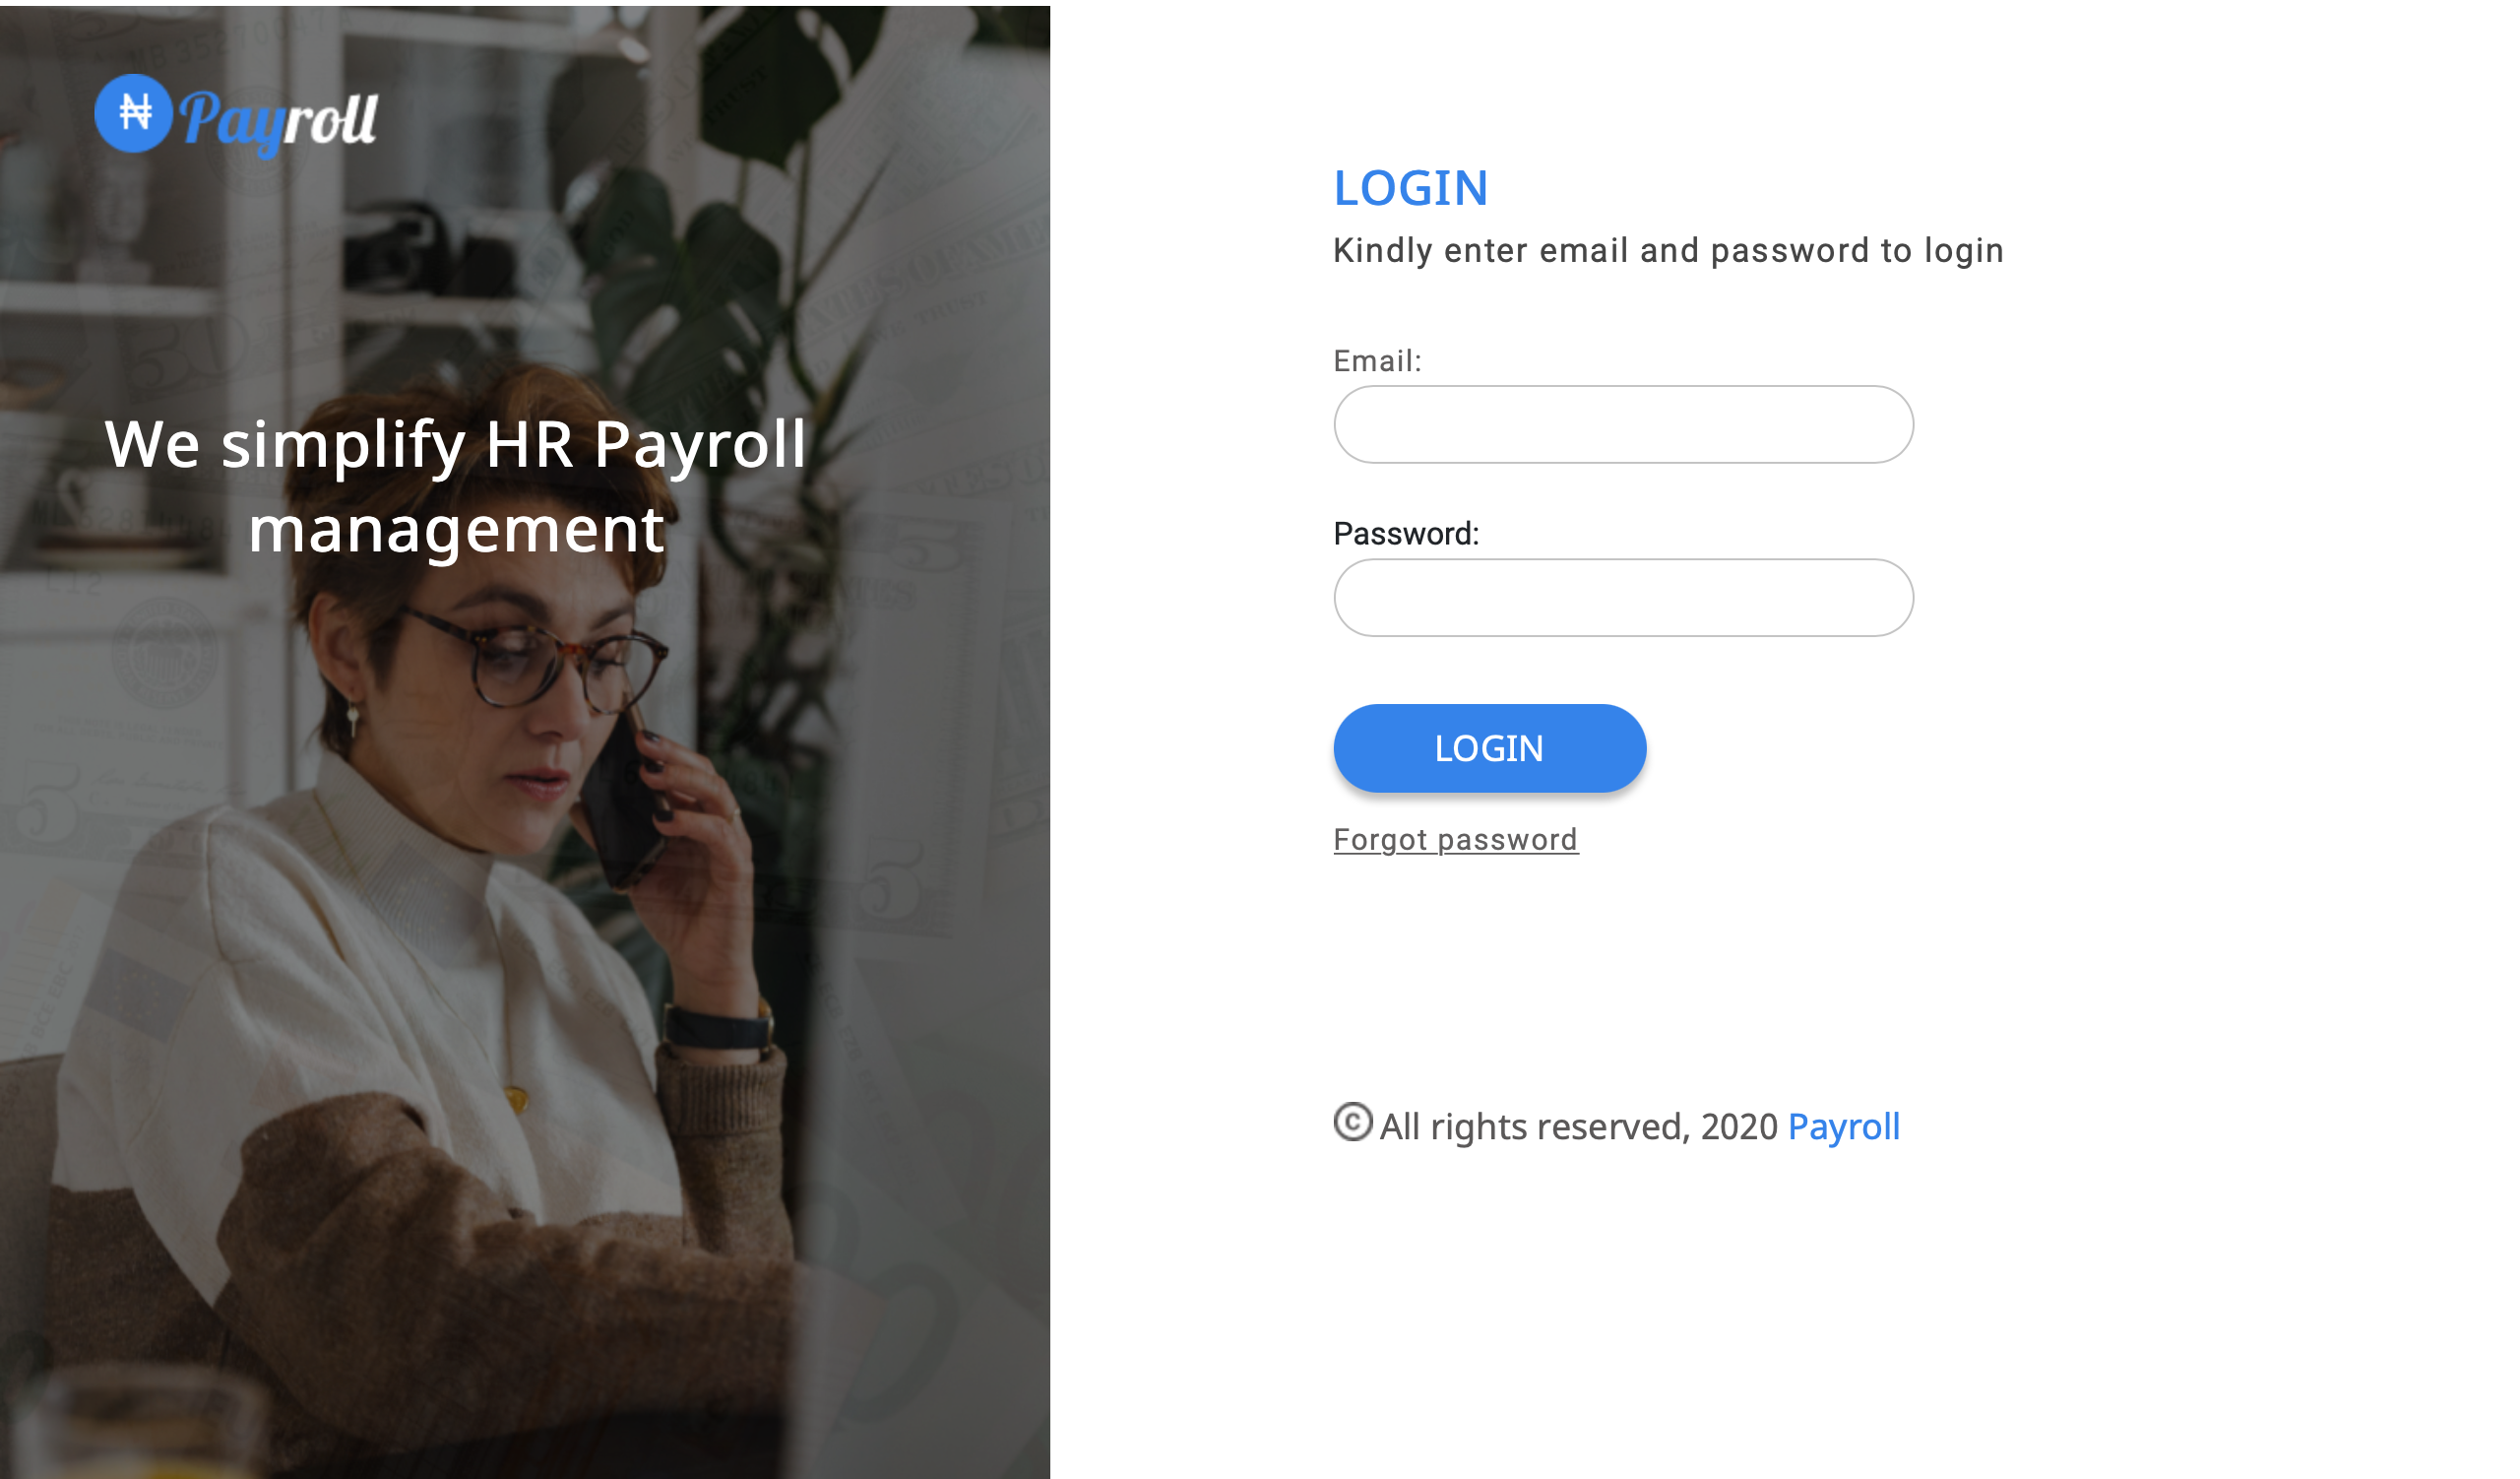 ₦ Payroll
We simplify HR Payroll
management
LOGIN
Kindly enter email and password to login
Email:
Password:
LOGIN
Forgot password
© All rights reserved, 2020 Payroll